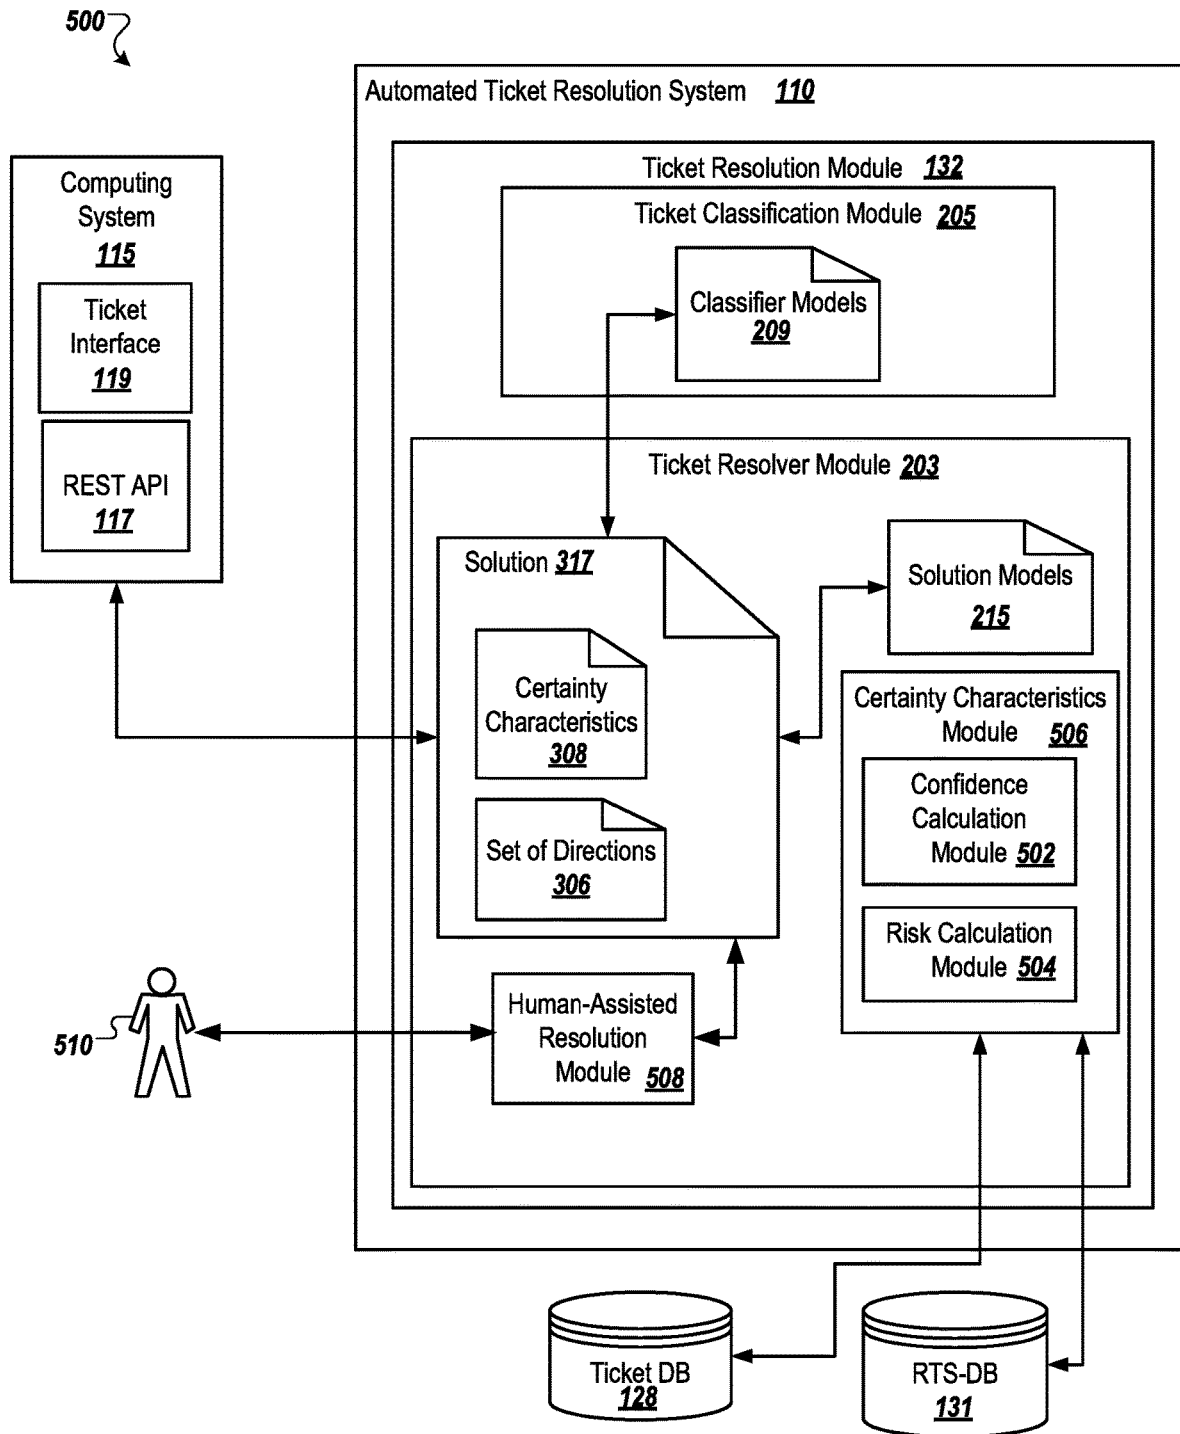 500
Automated Ticket Resolution System 110
Computing
System
115
Ticket
Interface
119
REST API
117
Ticket Resolution Module 132
Ticket Classification Module 205
Classifier Models
209
Ticket Resolver Module 203
Solution 317
Certainty
Characteristics
308
Set of Directions
306
Solution Models
215
Certainty Characteristics
Module 506
Confidence
Calculation
Module 502
Risk Calculation
Module 504
Human-Assisted
Resolution
Module 508
510
Ticket DB
128
RTS-DB
131